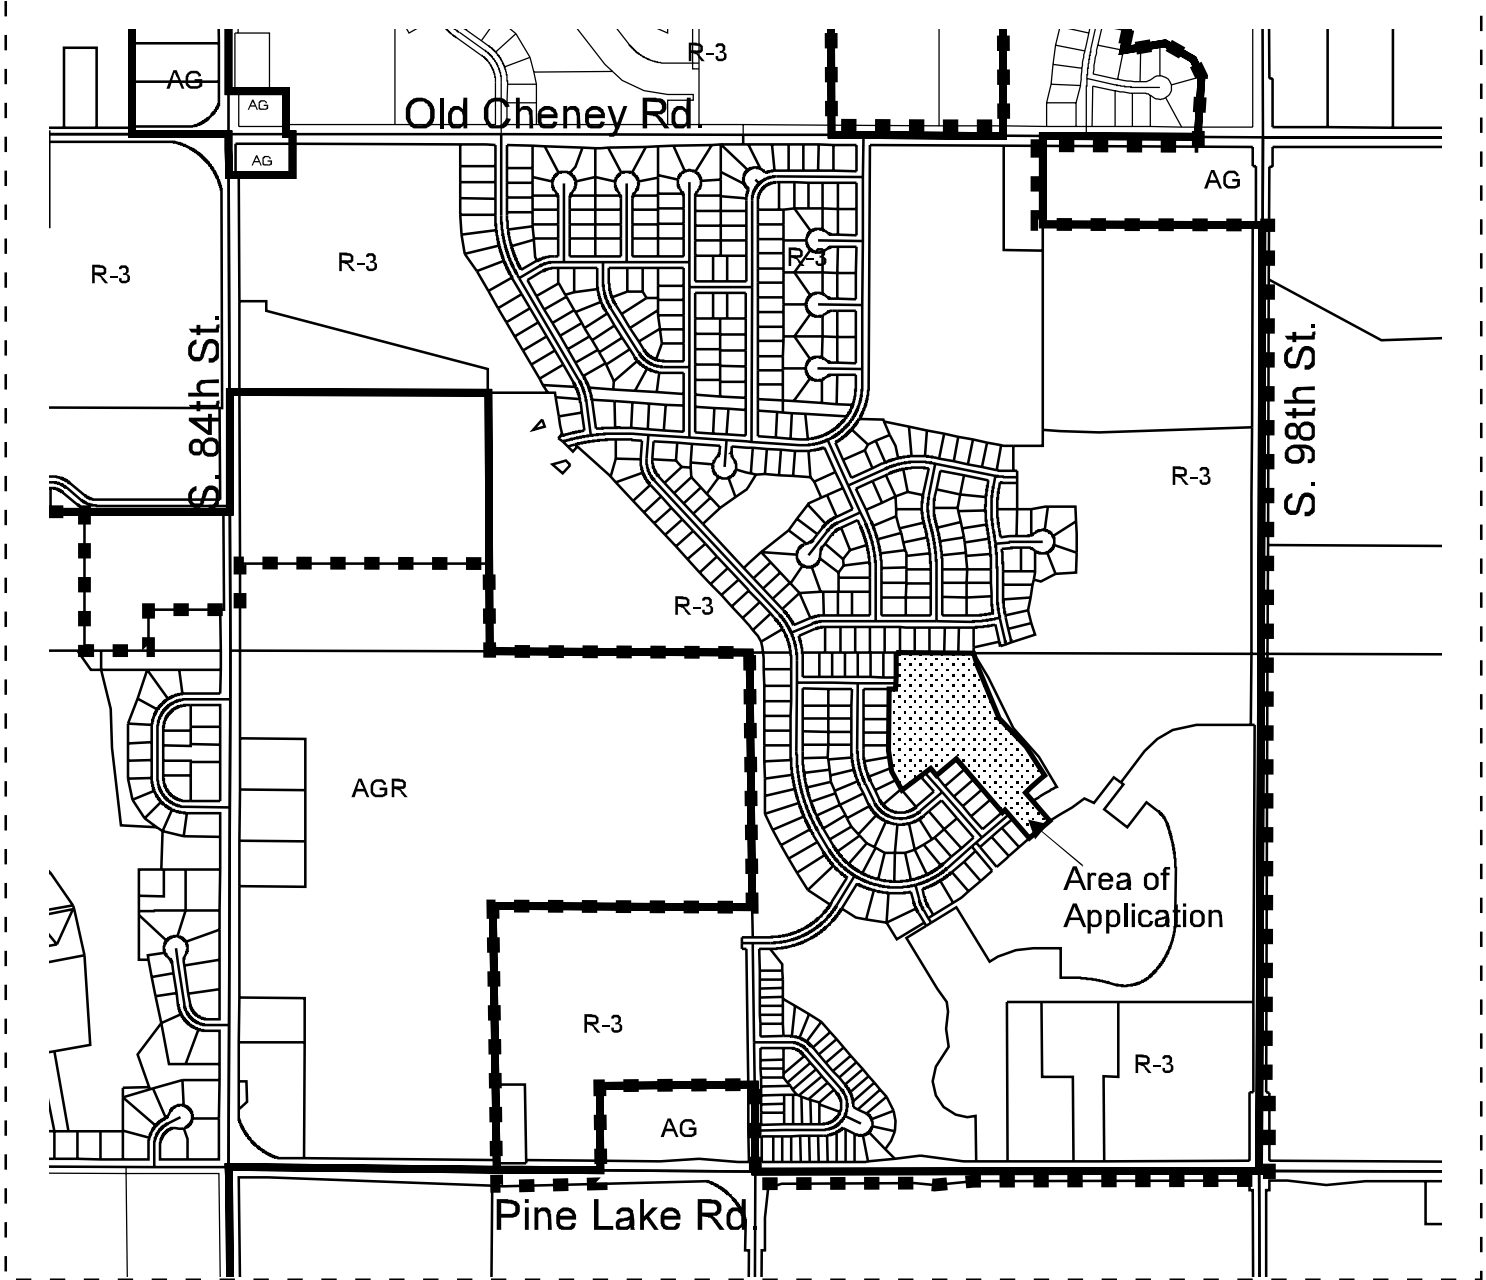 R-3
AG
AG
Old Cheney Rd.
AG
AG
R-3
R-3
R-3
S. 84th St.
S. 98th St.
R-3
R-3
AGR
Area of
Application
R-3
R-3
AG
Pine Lake Rd.